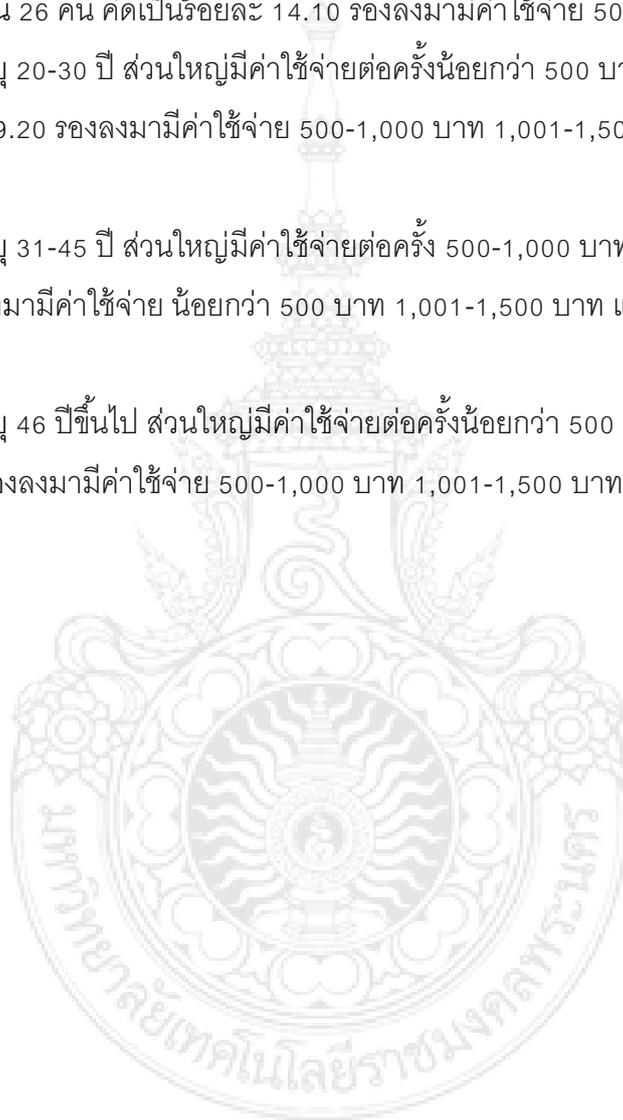 น 26 คน คิดเป็นร้อยละ 14.10 รองลงมามีค่าใช้จ่าย 50
ยุ 20-30 ปี ส่วนใหญ่มีค่าใช้จ่ายต่อครั้งน้อยกว่า 500 บา
9.20 รองลงมามีค่าใช้จ่าย 500-1,000 บาท 1,001-1,50
ยุ 31-45 ปี ส่วนใหญ่มีค่าใช้จ่ายต่อครั้ง 500-1,000 บาท
งมามีค่าใช้จ่าย น้อยกว่า 500 บาท 1,001-1,500 บาท แ
ยุ 46 ปีขึ้นไป ส่วนใหญ่มีค่าใช้จ่ายต่อครั้งน้อยกว่า 500
องลงมามีค่าใช้จ่าย 500-1,000 บาท 1,001-1,500 บาท
มหาวิทยาลัยเทคโนโลยีราชมงคลพระนคร